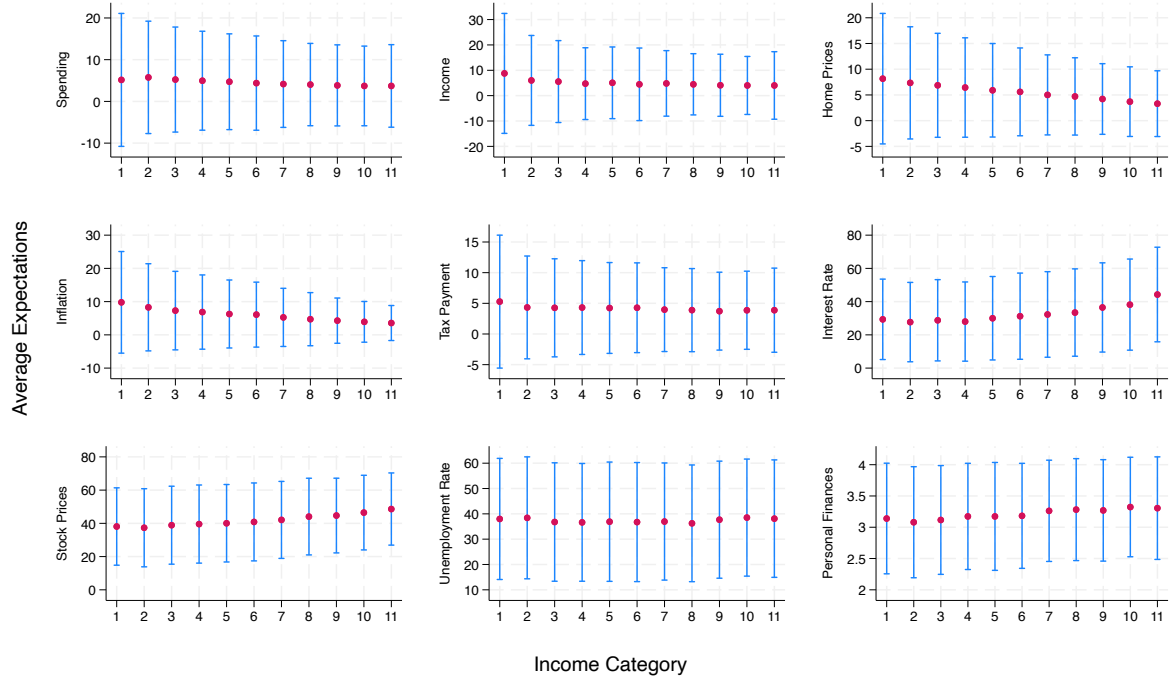 Average Expectations
Spending
20
10
0
-10
1 2 3 4 5 6 7 8 9 10 11
Income
30
20
10
0
-10
-20
1 2 3 4 5 6 7 8 9 10 11
Home Prices
20
15
10
5
0
-5
1 2 3 4 5 6 7 8 9 10 11
Inflation
30
20
10
0
-10
1 2 3 4 5 6 7 8 9 10 11
Tax Payment
15
10
5
0
-5
1 2 3 4 5 6 7 8 9 10 11
Interest Rate
80
60
40
20
0
1 2 3 4 5 6 7 8 9 10 11
Stock Prices
80
60
40
20
0
1 2 3 4 5 6 7 8 9 10 11
Unemployment Rate
60
50
40
30
20
10
1 2 3 4 5 6 7 8 9 10 11
Personal Finances
4
3.5
3
2.5
2
1 2 3 4 5 6 7 8 9 10 11
Income Category